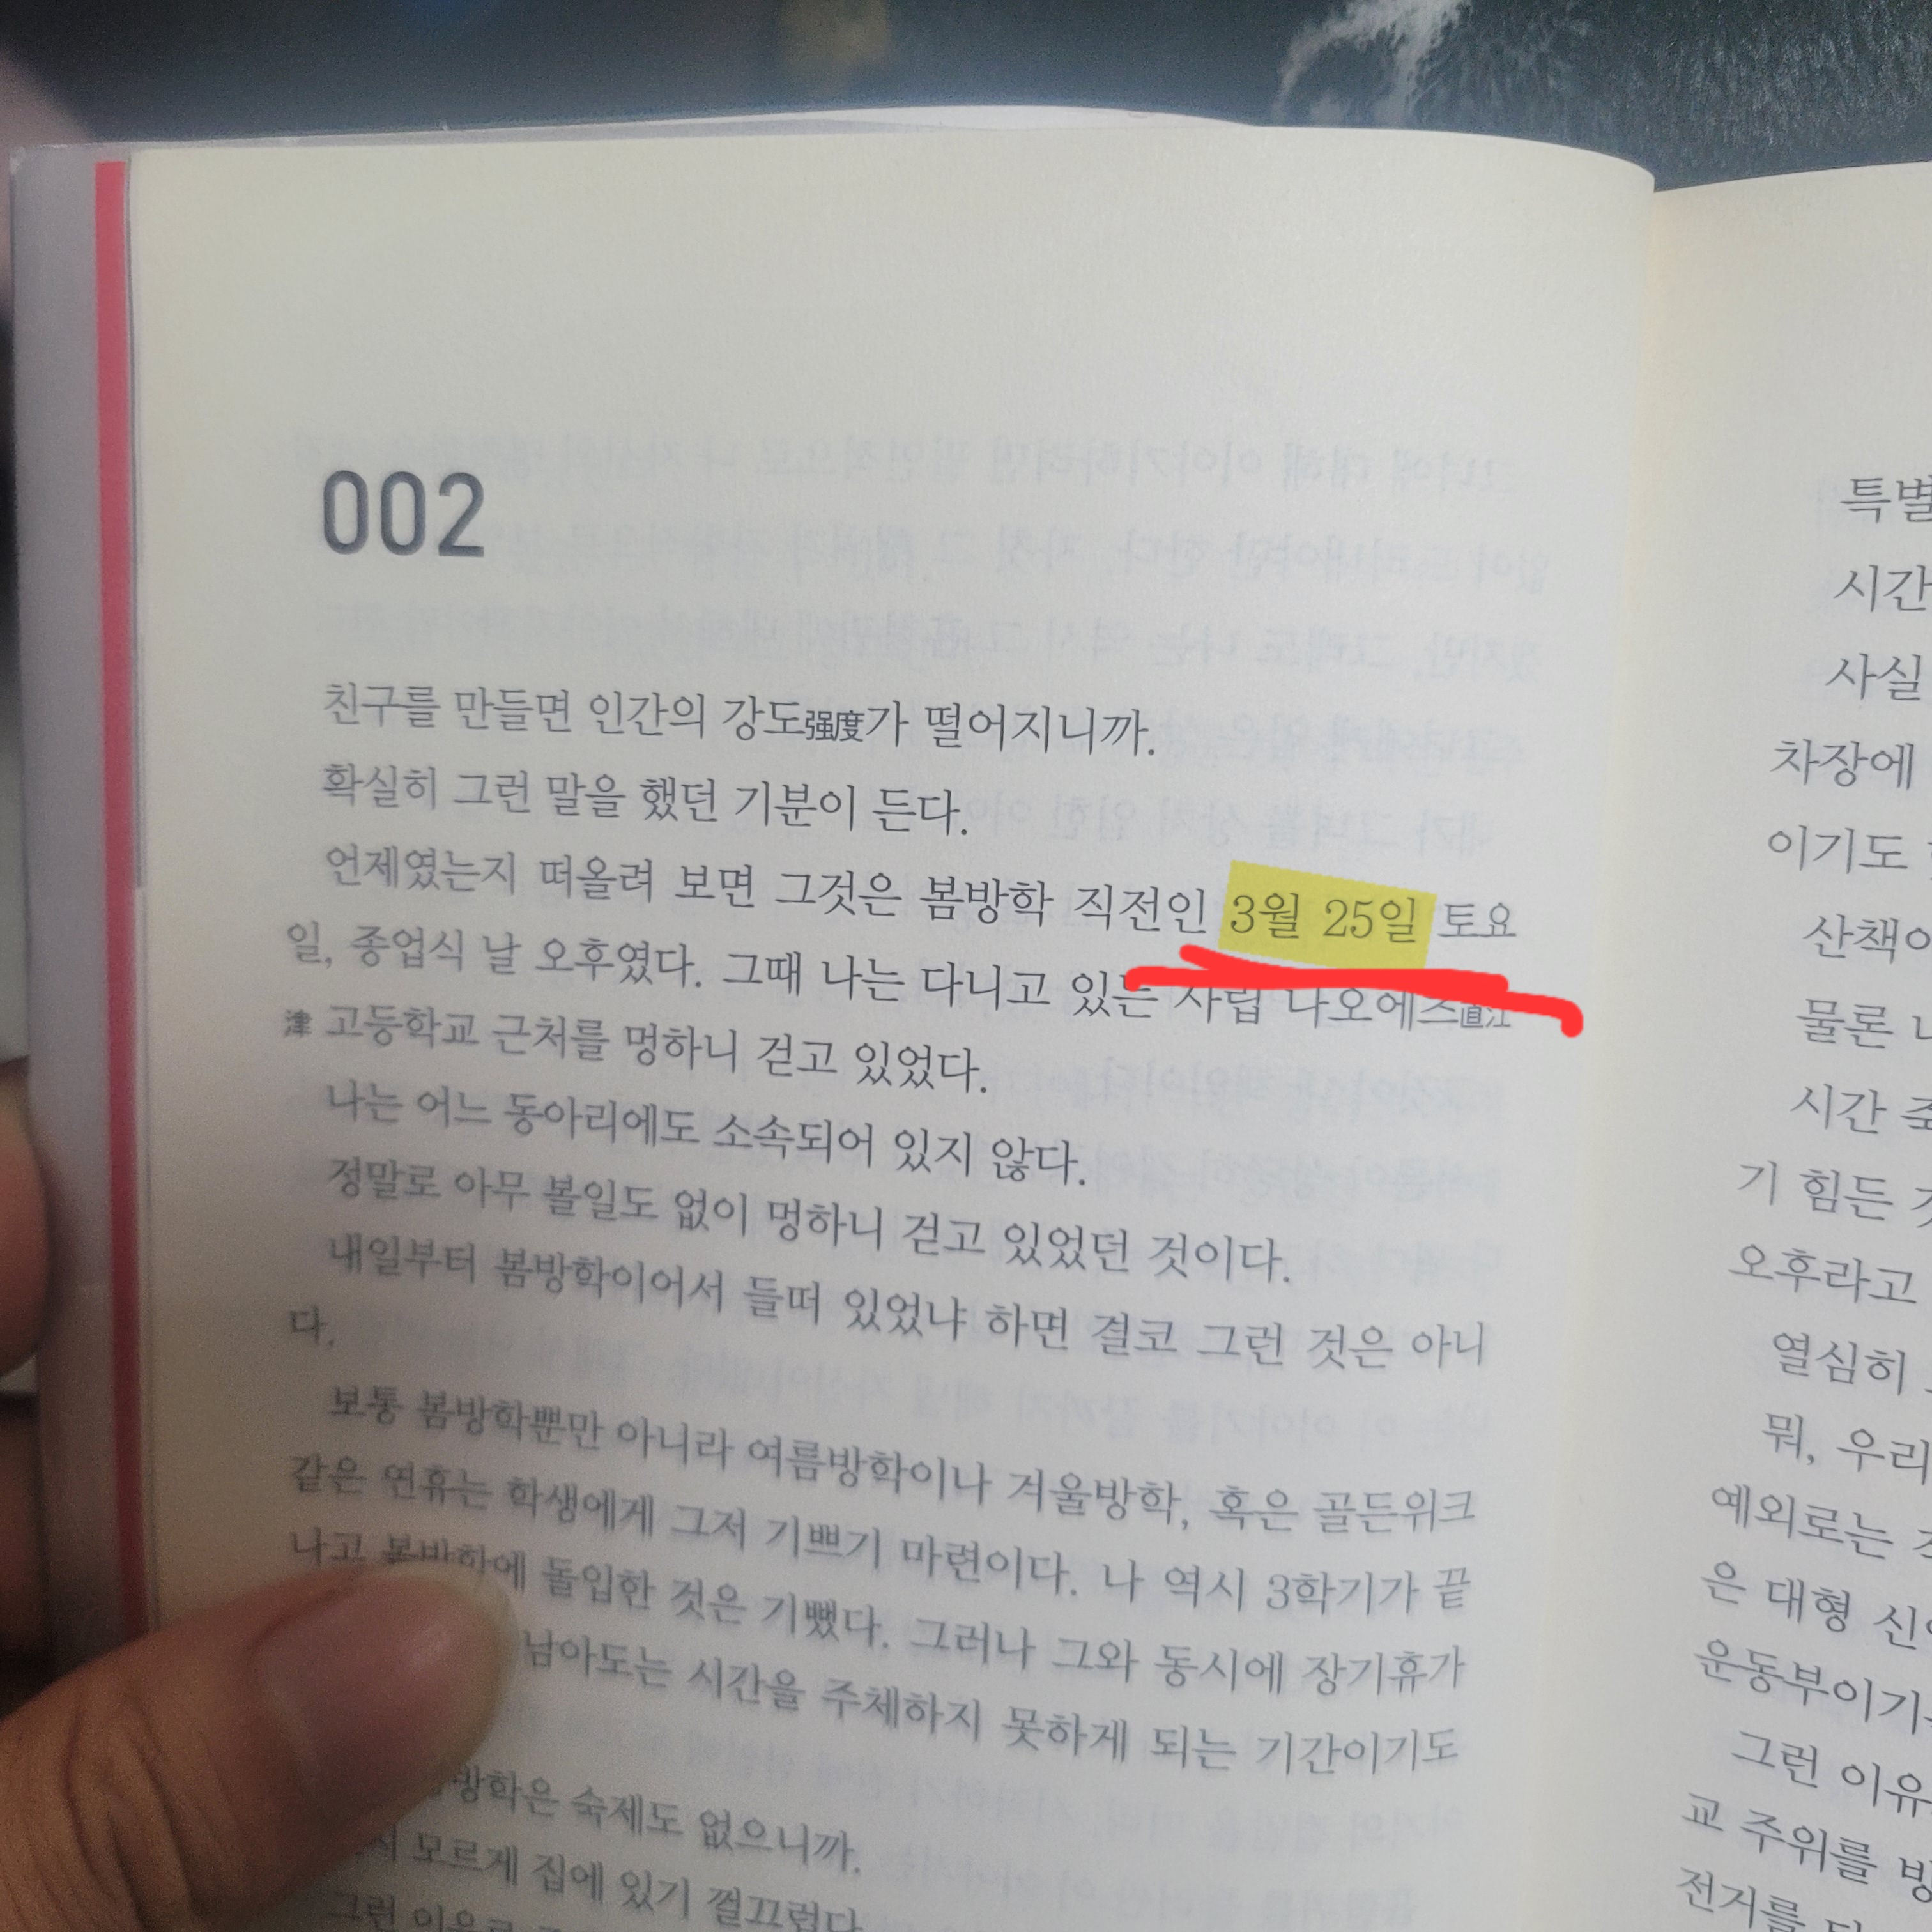 002
친구를 만들면 인간의 강도强度가 떨어지니까.
확실히 그런 말을 했던 기분이 든다.
언제였는지 떠올려 보면 그것은 봄방학 직전인 3월 25일 토요
일, 종업식 날 오후였다. 그때 나는 다니고 있는 사립 나오에츠直江
津 고등학교 근처를 멍하니 걷고 있었다.
나는 어느 동아리에도 소속되어 있지 않다.
정말로 아무 볼일도 없이 멍하니 걷고 있었던 것이다.
내일부터 봄방학이어서 들떠 있었냐 하면 결코 그런 것은 아니
다.
보통 봄방학뿐만 아니라 여름방학이나 겨울방학, 혹은 골든위크
같은 연휴는 학생에게 그저 기쁘기 마련이다. 나 역시 3학기가 끝
나고 봄방학에 돌입한 것은 기뻤다. 그러나 그와 동시에 장기휴가
남아도는 시간을 주체하지 못하게 되는 기간이기도
방학은 숙제도 없으니까.
모르게 집에 있기 껄끄럽다
그런 이유로
시간
사실
차장에
이기도
물론
시간
기 힘든
오후라고
열심히
뭐, 우리
예외로는
은 대형
운동부이기
그런 이유
교 주위를
전거를